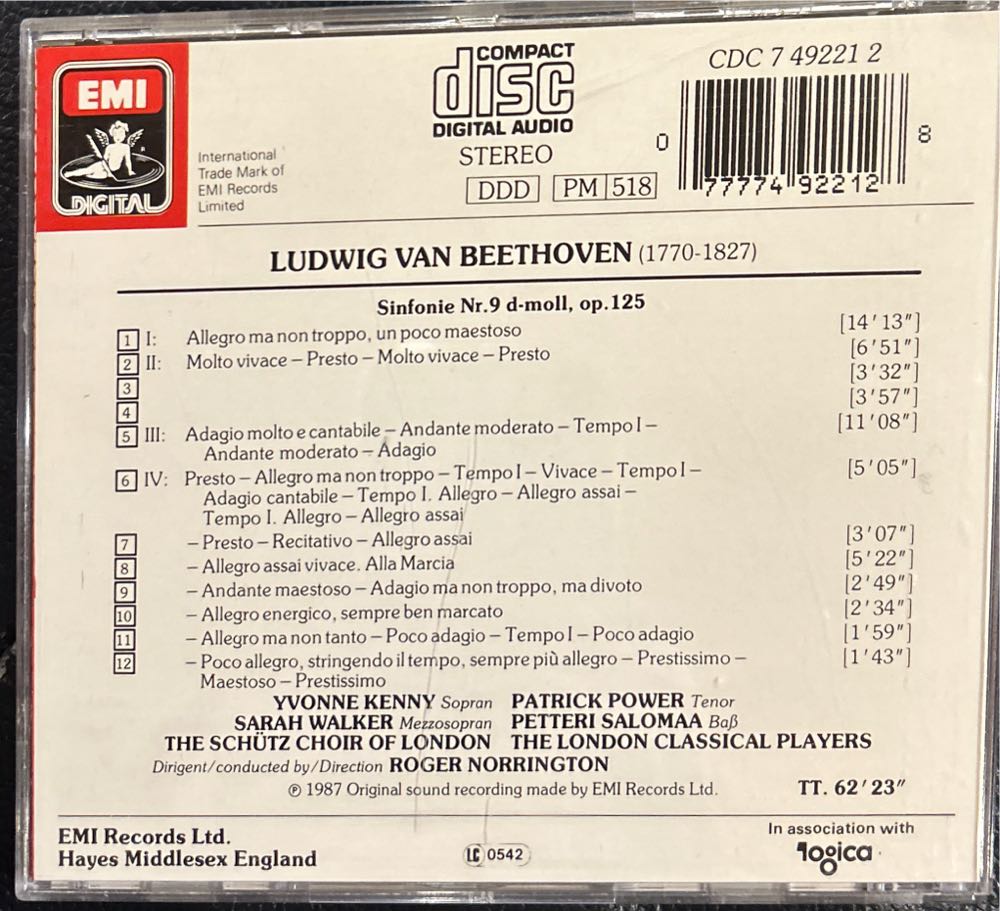 EMI
DIGITAL
International
Trade Mark of
EMI Records
Limited
COMPACT
disc
DIGITAL AUDIO
STEREO
DDD PM 518
CDC 7 49221 2
0 77774 92212 8
LUDWIG VAN BEETHOVEN (1770-1827)
Sinfonie Nr.9 d-moll, op.125
1 I: Allegro ma non troppo, un poco maestoso [14'13"]
2 II: Molto vivace – Presto – Molto vivace – Presto [6'51"]
3 [3'32"]
4 [3'57"]
5 III: Adagio molto e cantabile – Andante moderato – Tempo I – [11'08"]
Andante moderato – Adagio
6 IV: Presto – Allegro ma non troppo – Tempo I – Vivace – Tempo I – [5'05"]
Adagio cantabile – Tempo I. Allegro – Allegro assai –
Tempo I. Allegro – Allegro assai
7 – Presto – Recitativo – Allegro assai [3'07"]
8 – Allegro assai vivace. Alla Marcia [5'22"]
9 – Andante maestoso – Adagio ma non troppo, ma divoto [2'49"]
10 – Allegro energico, sempre ben marcato [2'34"]
11 – Allegro ma non tanto – Poco adagio – Tempo I – Poco adagio [1'59"]
12 – Poco allegro, stringendo il tempo, sempre più allegro – Prestissimo – [1'43"]
Maestoso – Prestissimo
YVONNE KENNY Sopran PATRICK POWER Tenor
SARAH WALKER Mezzosopran PETTERI SALOMAA Baß
THE SCHÜTZ CHOIR OF LONDON THE LONDON CLASSICAL PLAYERS
Dirigent/conducted by/Direction ROGER NORRINGTON
℗ 1987 Original sound recording made by EMI Records Ltd. TT. 62'23"
EMI Records Ltd.
Hayes Middlesex England
LC 0542
In association with
logica